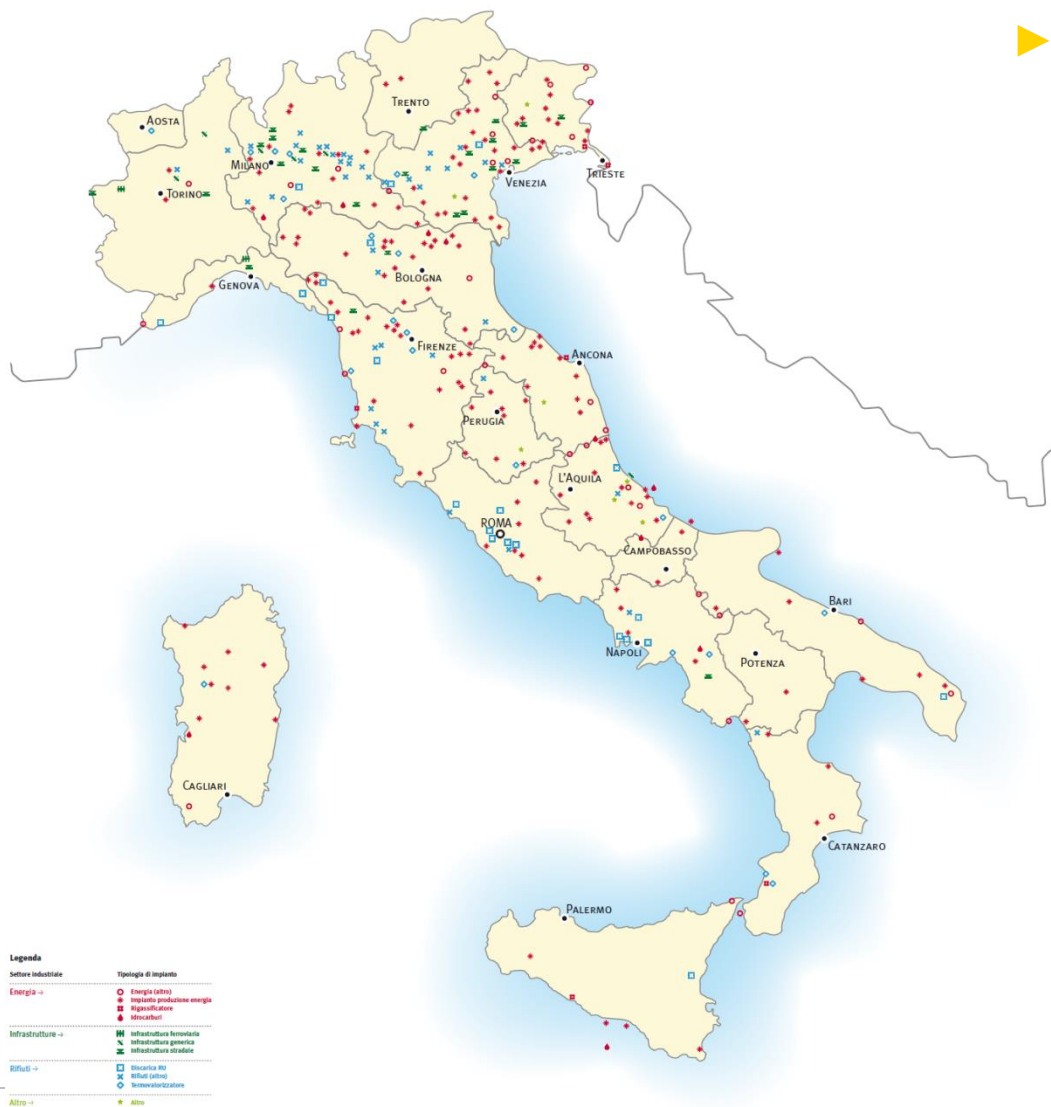 Aosta
Trento
Milano
Venezia
Trieste
Torino
Genova
Bologna
Firenze
Ancona
Perugia
L'Aquila
ROMA
Campobasso
Bari
Napoli
Potenza
Cagliari
Catanzaro
Palermo
Legenda
Settore industriale Tipologia di impianto
Energia → Energia (altro)
Impianto produzione energia
Rigassificatore
Idrocarburi
Infrastrutture → Infrastruttura ferroviaria
Infrastruttura generica
Infrastruttura stradale
Rifiuti → Discarica RU
Rifiuti (altro)
Termovalorizzatore
Altro → Altro